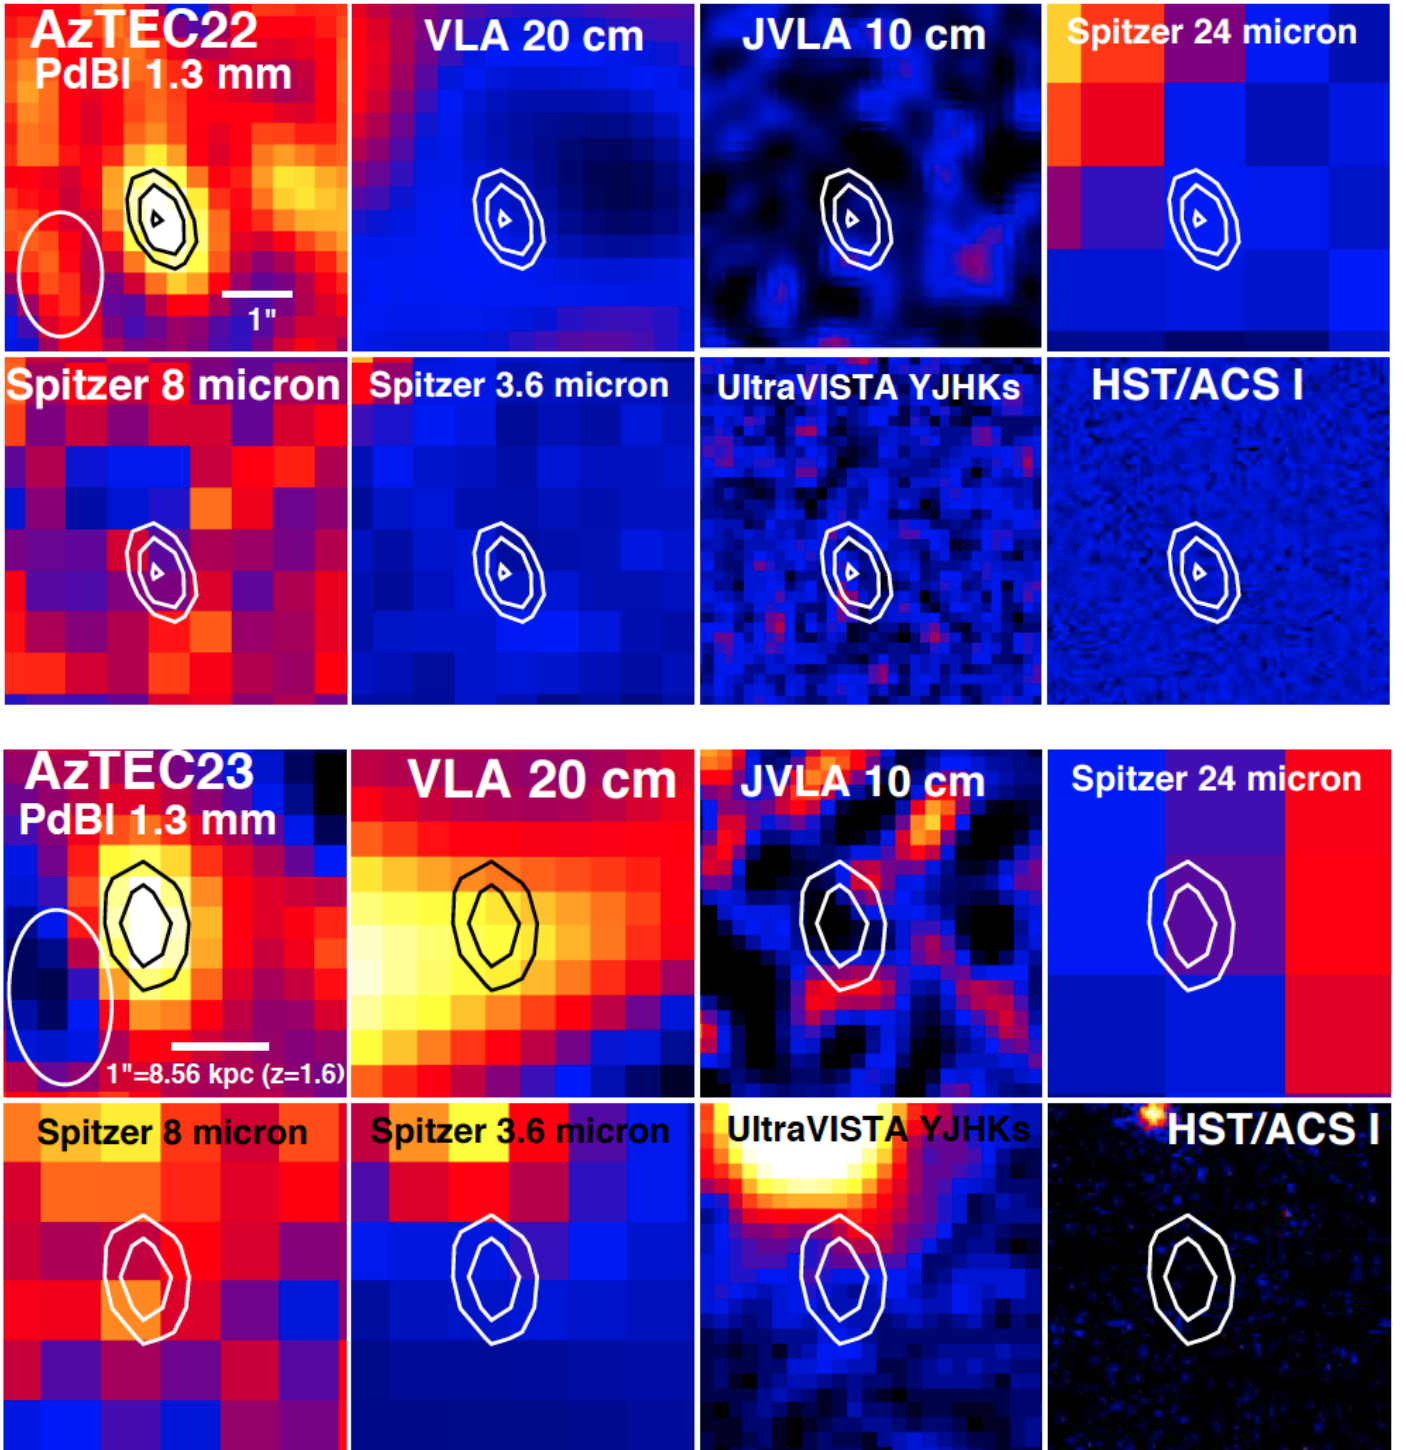 AzTEC22
PdBI 1.3 mm
1"
VLA 20 cm
JVLA 10 cm
Spitzer 24 micron
Spitzer 8 micron
Spitzer 3.6 micron
UltraVISTA YJHKs
HST/ACS I
AzTEC23
PdBI 1.3 mm
1"=8.56 kpc (z=1.6)
VLA 20 cm
JVLA 10 cm
Spitzer 24 micron
Spitzer 8 micron
Spitzer 3.6 micron
UltraVISTA YJHKs
HST/ACS I